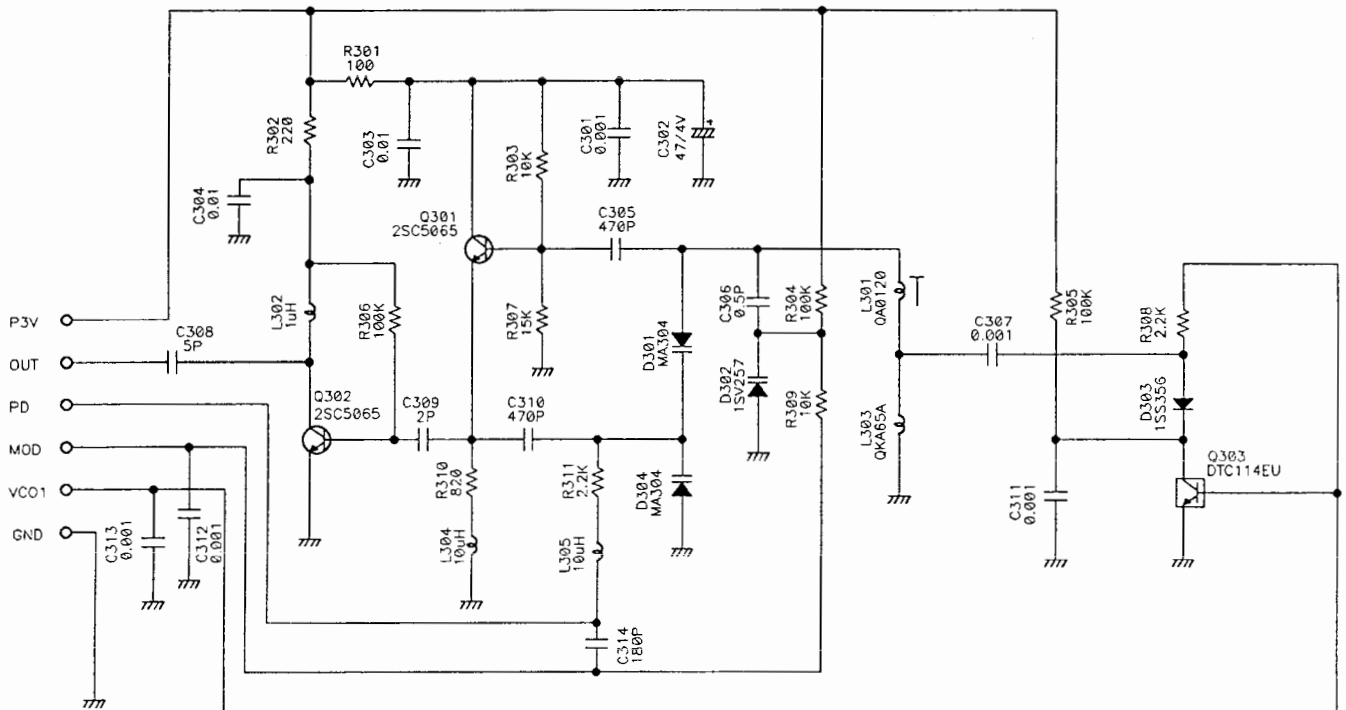 R301
100
R302
220
C303
0.01
R303
10K
C301
0.001
C302
47/4V
+
C304
0.01
Q301
2SC5065
C305
470P
L302
1uH
R306
100K
R307
15K
D301
MA304
C306
0.5P
R304
100K
L301
QA0120
C307
0.001
R305
100K
R308
2.2K
P3V
C308
5P
OUT
PD
Q302
2SC5065
C309
2P
C310
470P
D302
1SV257
R309
10K
L303
QKA65A
D303
1SS356
MOD
VCO1
GND
R310
820
R311
2.2K
D304
MA304
Q303
DTC114EU
C311
0.001
C313
0.001
C312
0.001
L304
10uH
L305
10uH
C314
180P